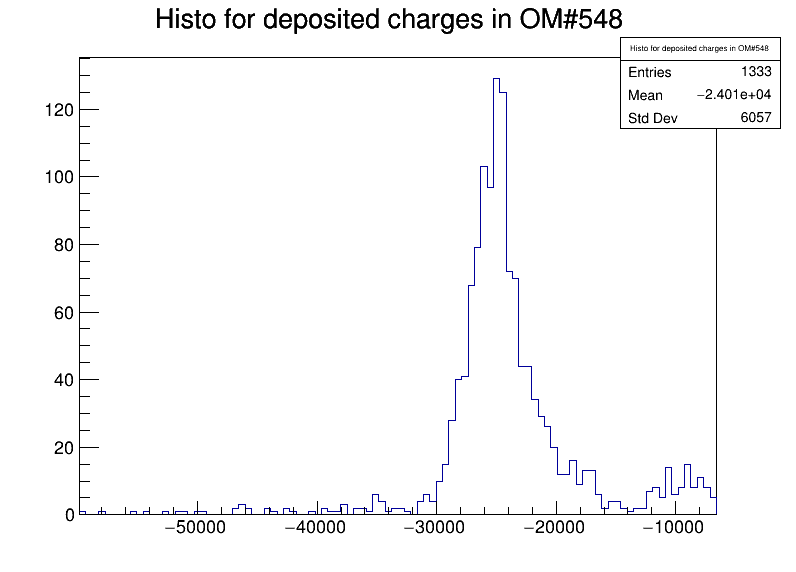 Histo for deposited charges in OM#548
Histo for deposited charges in OM#548
Entries 1333
Mean −2.401e+04
Std Dev 6057
120
100
80
60
40
20
0
−50000 −40000 −30000 −20000 −10000